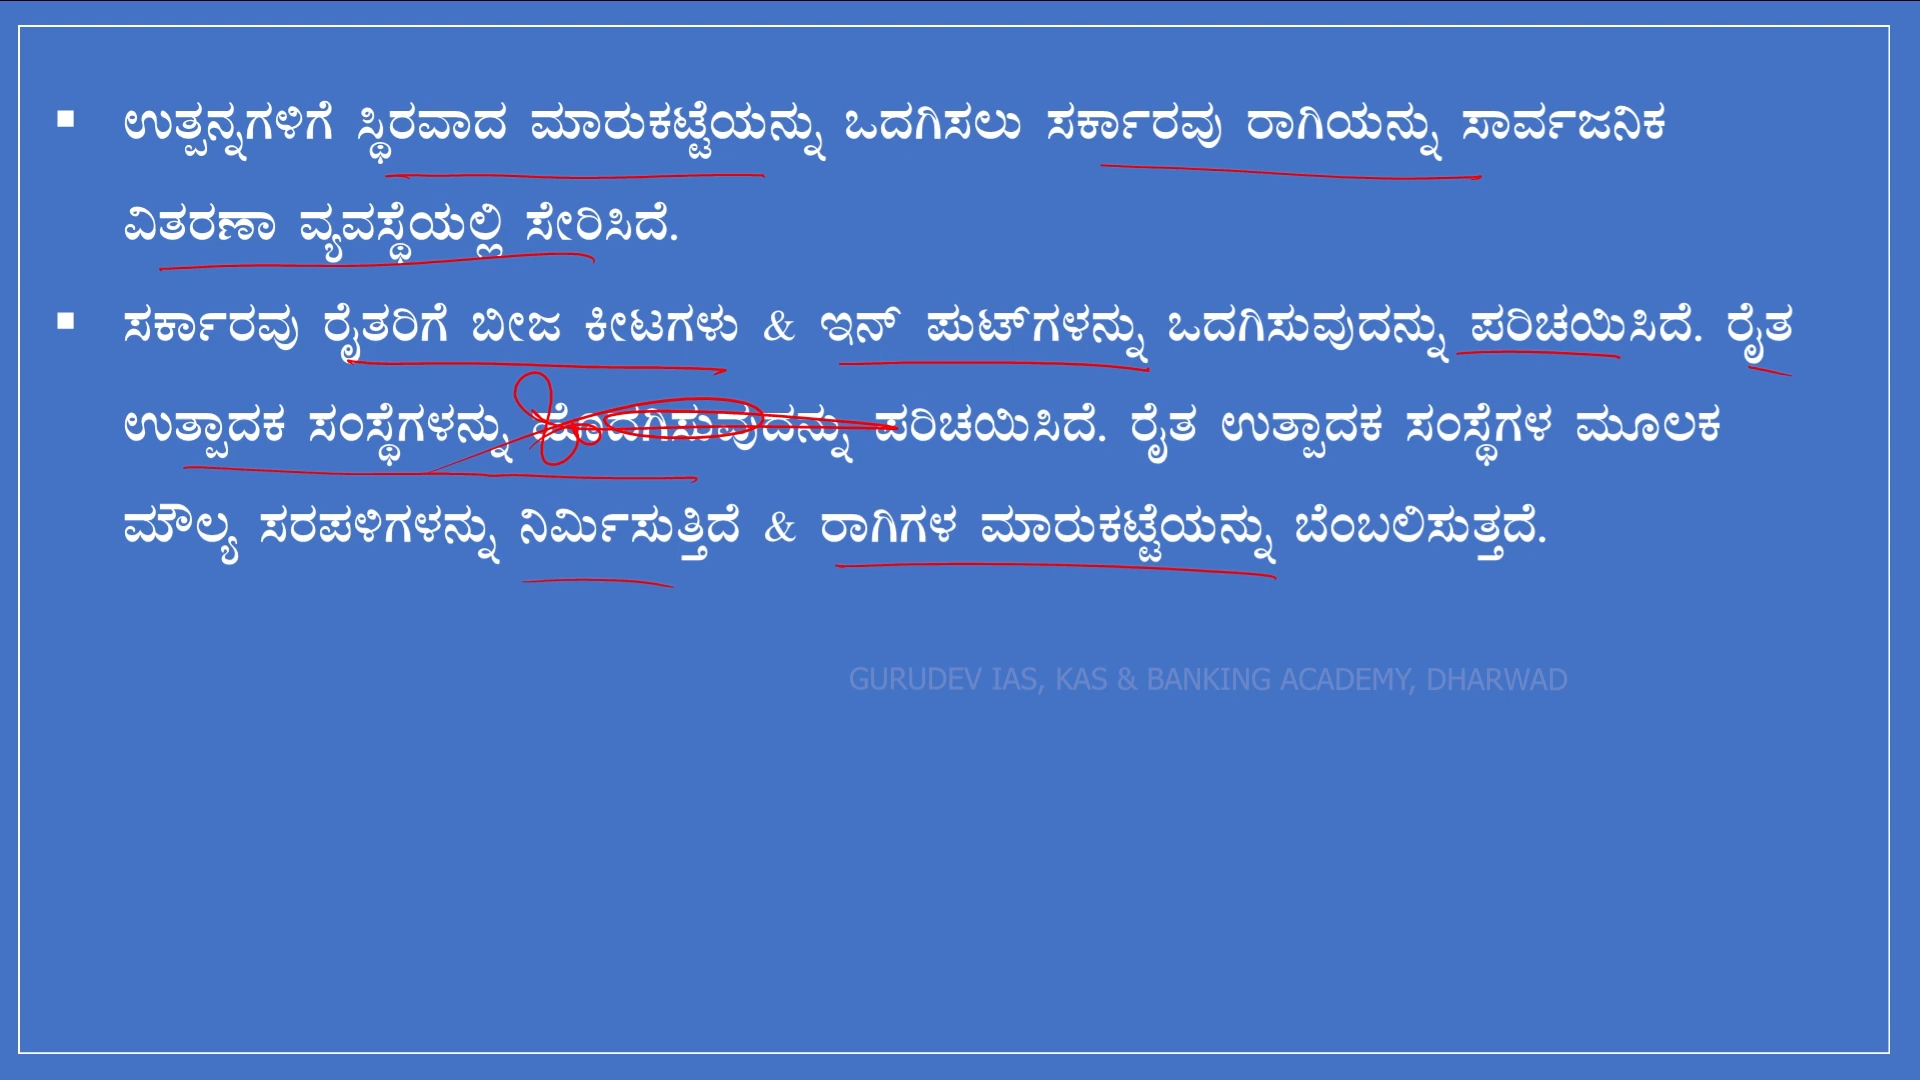 ▪ ಉತ್ಪನ್ನಗಳಿಗೆ ಸ್ಥಿರವಾದ ಮಾರುಕಟ್ಟೆಯನ್ನು ಒದಗಿಸಲು ಸರ್ಕಾರವು ರಾಗಿಯನ್ನು ಸಾರ್ವಜನಿಕ
ವಿತರಣಾ ವ್ಯವಸ್ಥೆಯಲ್ಲಿ ಸೇರಿಸಿದೆ.
▪ ಸರ್ಕಾರವು ರೈತರಿಗೆ ಬೀಜ ಕೀಟಗಳು & ಇನ್ ಪುಟ್‌ಗಳನ್ನು ಒದಗಿಸುವುದನ್ನು ಪರಿಚಯಿಸಿದೆ. ರೈತ
ಉತ್ಪಾದಕ ಸಂಸ್ಥೆಗಳನ್ನು ಪರಿಚಯಿಸಿದೆ. ರೈತ ಉತ್ಪಾದಕ ಸಂಸ್ಥೆಗಳ ಮೂಲಕ
ಮೌಲ್ಯ ಸರಪಳಿಗಳನ್ನು ನಿರ್ಮಿಸುತ್ತಿದೆ & ರಾಗಿಗಳ ಮಾರುಕಟ್ಟೆಯನ್ನು ಬೆಂಬಲಿಸುತ್ತದೆ.
GURUDEV IAS, KAS & BANKING ACADEMY, DHARWAD